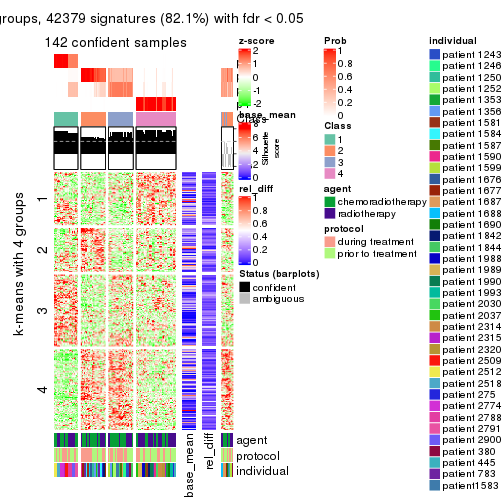 groups, 42379 signatures (82.1%) with fdr < 0.05
142 confident samples
k-means with 4 groups
1
2
3
4
Class
Silhouette
score
agent
protocol
individual
base_mean
rel_diff
z-score
2
1
0
-1
-2
base_mean
8
6
4
2
0
rel_diff
1
0.8
0.6
0.4
0.2
0
Status (barplots)
confident
ambiguous
Prob
1
0.8
0.6
0.4
0.2
0
Class
1
2
3
4
agent
chemoradiotherapy
radiotherapy
protocol
during treatment
prior to treatment
individual
patient 1243
patient 1246
patient 1250
patient 1252
patient 1353
patient 1356
patient 1581
patient 1584
patient 1587
patient 1590
patient 1599
patient 1676
patient 1677
patient 1687
patient 1688
patient 1690
patient 1842
patient 1844
patient 1988
patient 1989
patient 1990
patient 1993
patient 2030
patient 2037
patient 2314
patient 2315
patient 2320
patient 2509
patient 2512
patient 2518
patient 275
patient 2774
patient 2788
patient 2791
patient 2900
patient 380
patient 445
patient 783
patient1583